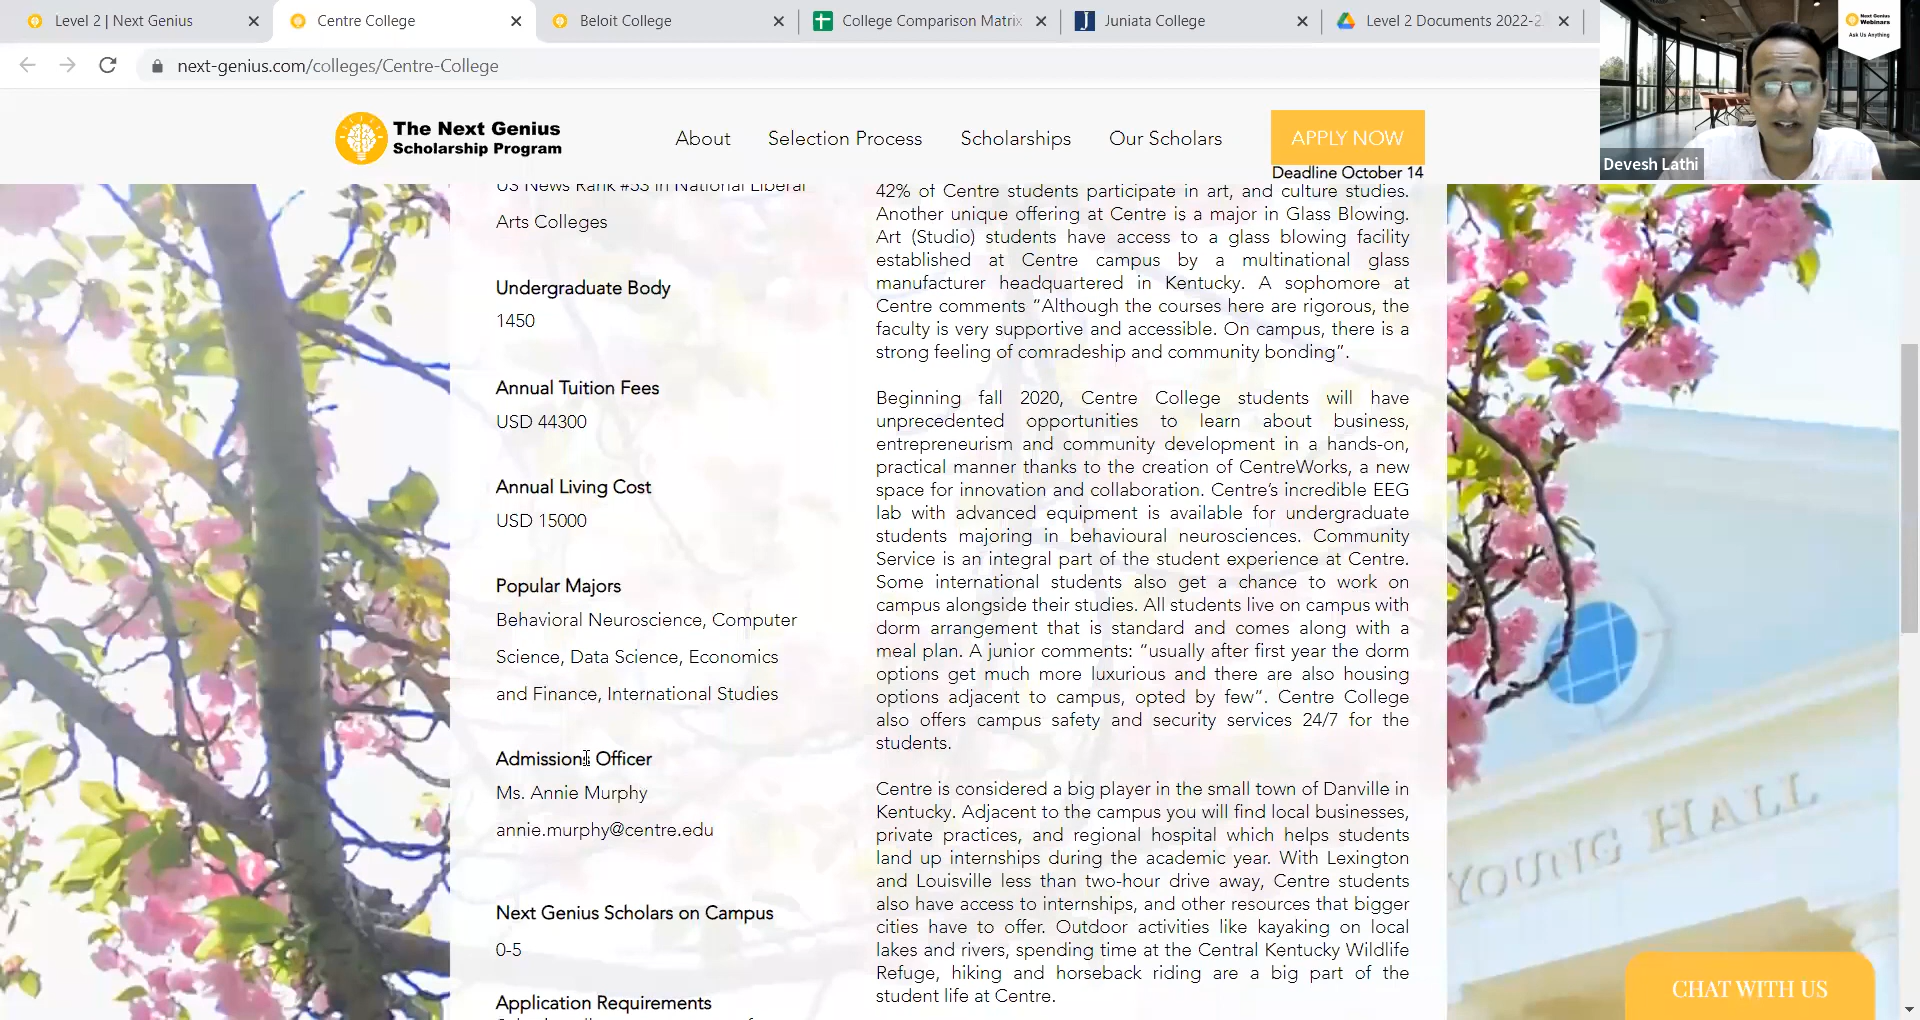 Level 2 | Next Genius
Centre College
Beloit College
College Comparison Matrix
Juniata College
Level 2 Documents 2022-2
next-genius.com/colleges/Centre-College
Next Genius
Webinars
Ask Us Anything
Devesh Lathi
The Next Genius
Scholarship Program
About
Selection Process
Scholarships
Our Scholars
APPLY NOW
Deadline October 14
US News Rank #53 in National Liberal
Arts Colleges
Undergraduate Body
1450
Annual Tuition Fees
USD 44300
Annual Living Cost
USD 15000
Popular Majors
Behavioral Neuroscience, Computer
Science, Data Science, Economics
and Finance, International Studies
Admissions Officer
Ms. Annie Murphy
annie.murphy@centre.edu
Next Genius Scholars on Campus
0-5
Application Requirements
42% of Centre students participate in art, and culture studies.
Another unique offering at Centre is a major in Glass Blowing.
Art (Studio) students have access to a glass blowing facility
established at Centre campus by a multinational glass
manufacturer headquartered in Kentucky. A sophomore at
Centre comments “Although the courses here are rigorous, the
faculty is very supportive and accessible. On campus, there is a
strong feeling of comradeship and community bonding”.
Beginning fall 2020, Centre College students will have
unprecedented opportunities to learn about business,
entrepreneurism and community development in a hands-on,
practical manner thanks to the creation of CentreWorks, a new
space for innovation and collaboration. Centre’s incredible EEG
lab with advanced equipment is available for undergraduate
students majoring in behavioural neurosciences. Community
Service is an integral part of the student experience at Centre.
Some international students also get a chance to work on
campus alongside their studies. All students live on campus with
dorm arrangement that is standard and comes along with a
meal plan. A junior comments: “usually after first year the dorm
options get much more luxurious and there are also housing
options adjacent to campus, opted by few”. Centre College
also offers campus safety and security services 24/7 for the
students.
Centre is considered a big player in the small town of Danville in
Kentucky. Adjacent to the campus you will find local businesses,
private practices, and regional hospital which helps students
land up internships during the academic year. With Lexington
and Louisville less than two-hour drive away, Centre students
also have access to internships, and other resources that bigger
cities have to offer. Outdoor activities like kayaking on local
lakes and rivers, spending time at the Central Kentucky Wildlife
Refuge, hiking and horseback riding are a big part of the
student life at Centre.
YOUNG HALL
CHAT WITH US